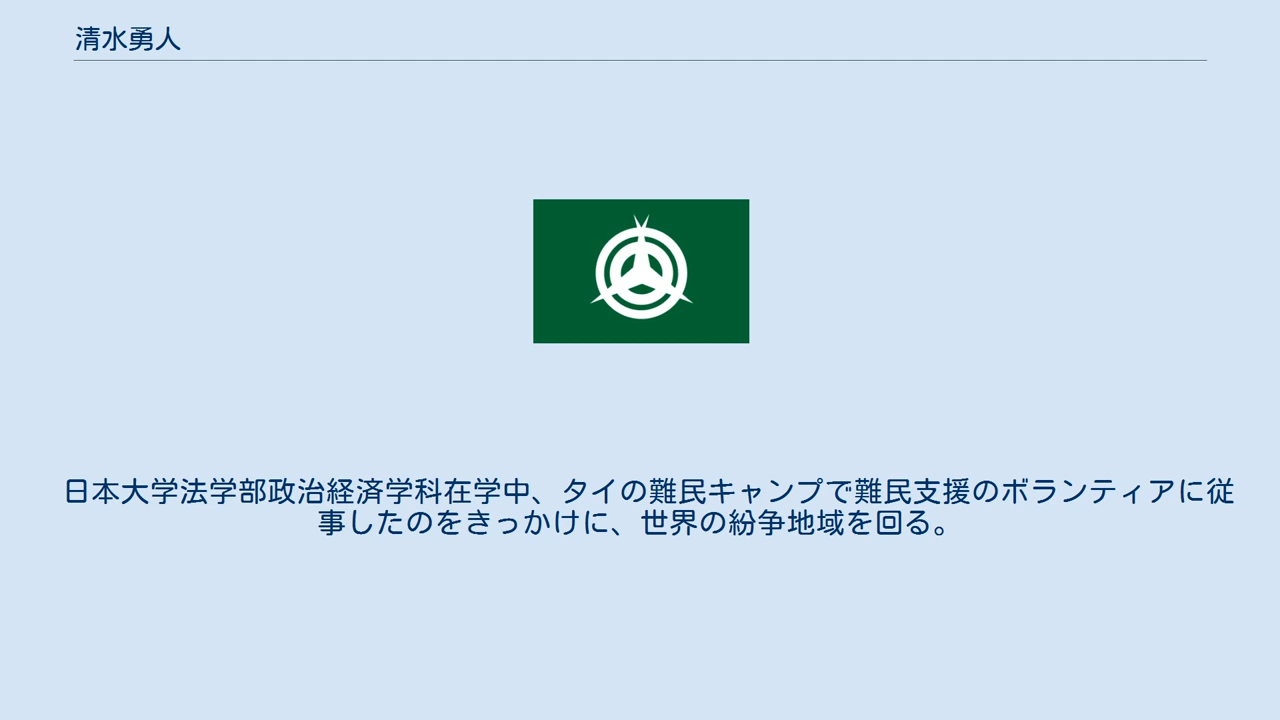 清水勇人
日本大学法学部政治経済学科在学中、タイの難民キャンプで難民支援のボランティアに従
事したのをきっかけに、世界の紛争地域を回る。